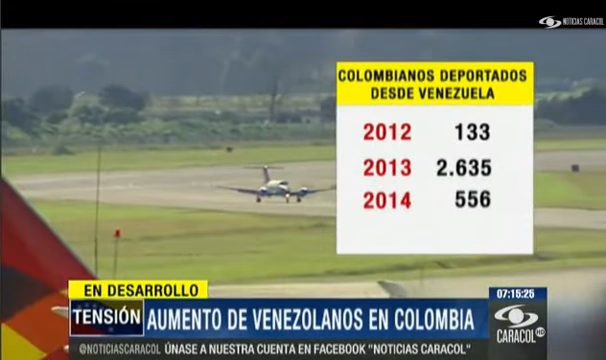 NOTICIAS CARACOL
COLOMBIANOS DEPORTADOS
DESDE VENEZUELA
2012 133
2013 2.635
2014 556
EN DESARROLLO
07:15:25
TENSIÓN AUMENTO DE VENEZOLANOS EN COLOMBIA
CARACOL HD
@NOTICIASCARACOL ÚNASE A NUESTRA CUENTA EN FACEBOOK "NOTICIAS CARACOL"